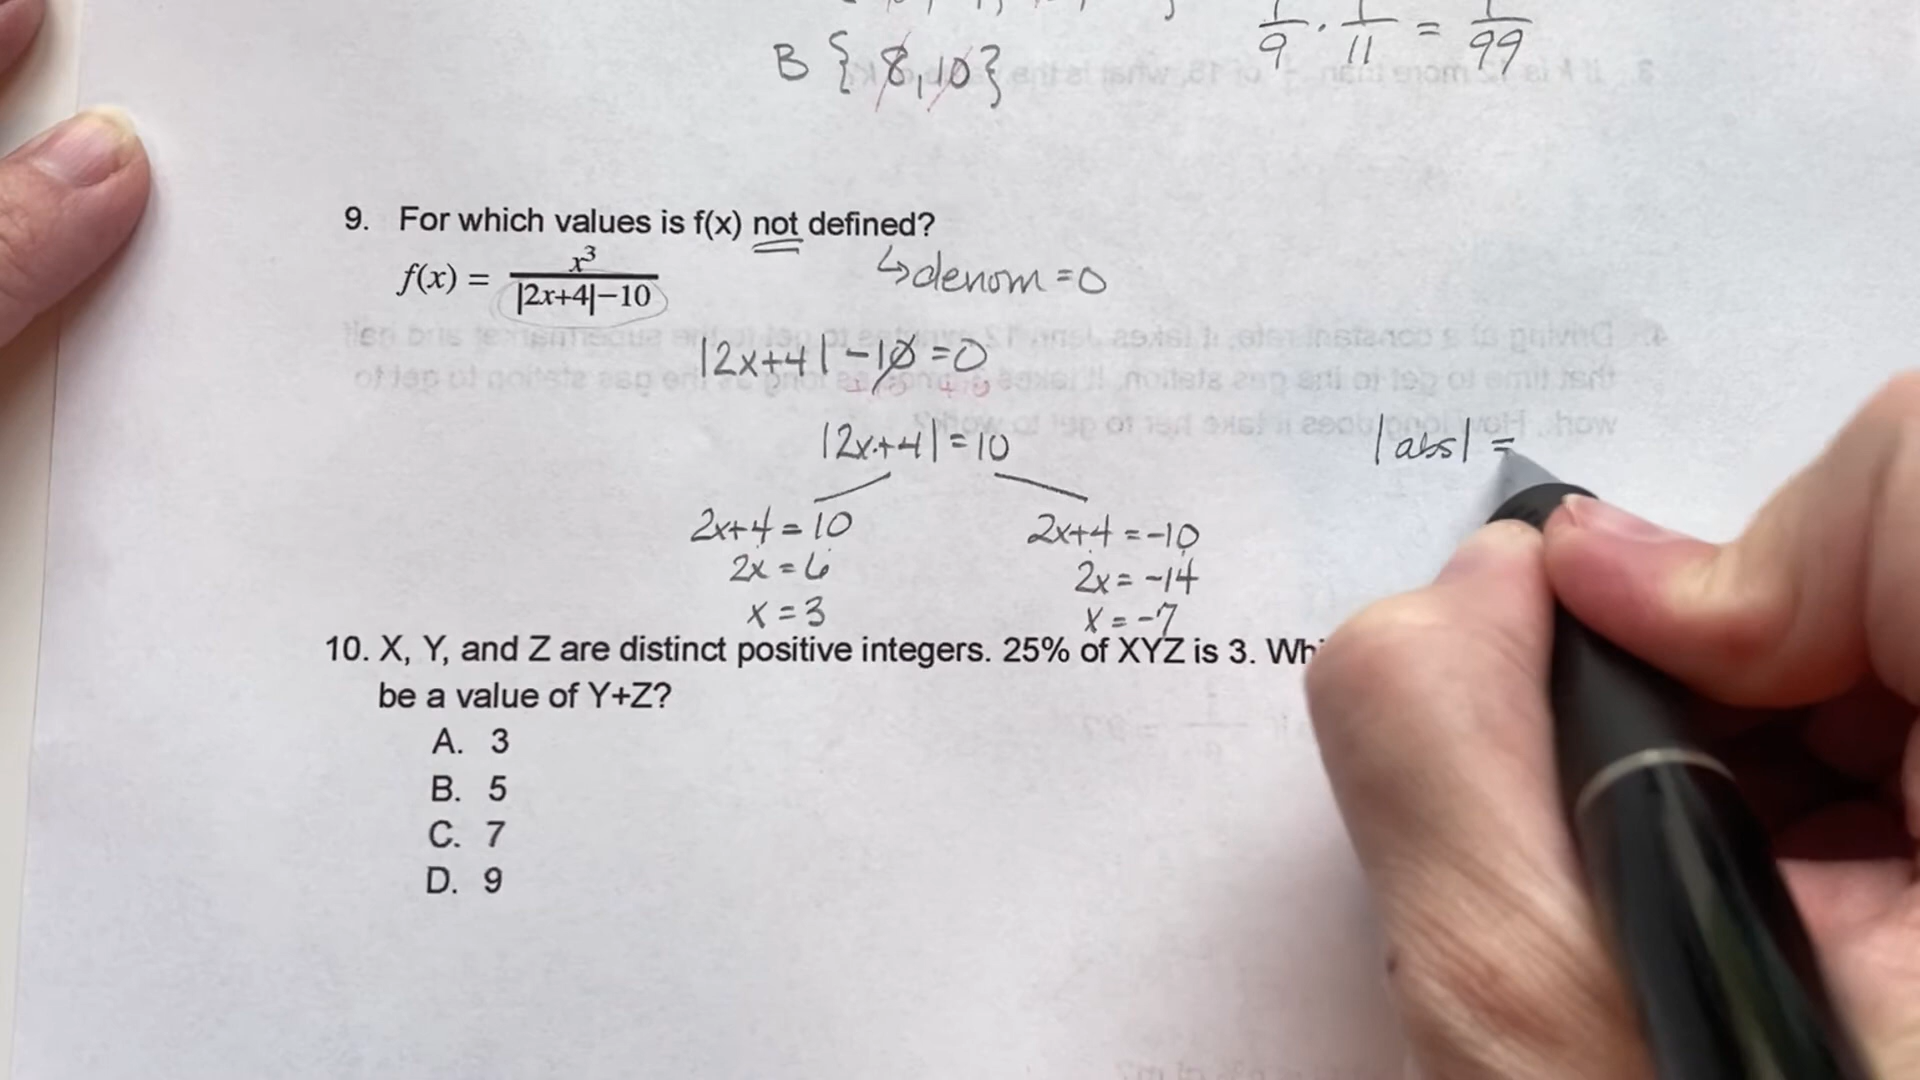 B {8,10}
1/9 · 1/11 = 1/99
9. For which values is f(x) not defined?
f(x) = x³/|2x+4|−10
↳denom = 0
|2x+4| −10 = 0
|2x+4| = 10
|abs| =
2x+4 = 10
2x+4 = -10
2x = 6
2x = -14
x = 3
x = -7
10. X, Y, and Z are distinct positive integers. 25% of XYZ is 3.
be a value of Y+Z?
A. 3
B. 5
C. 7
D. 9